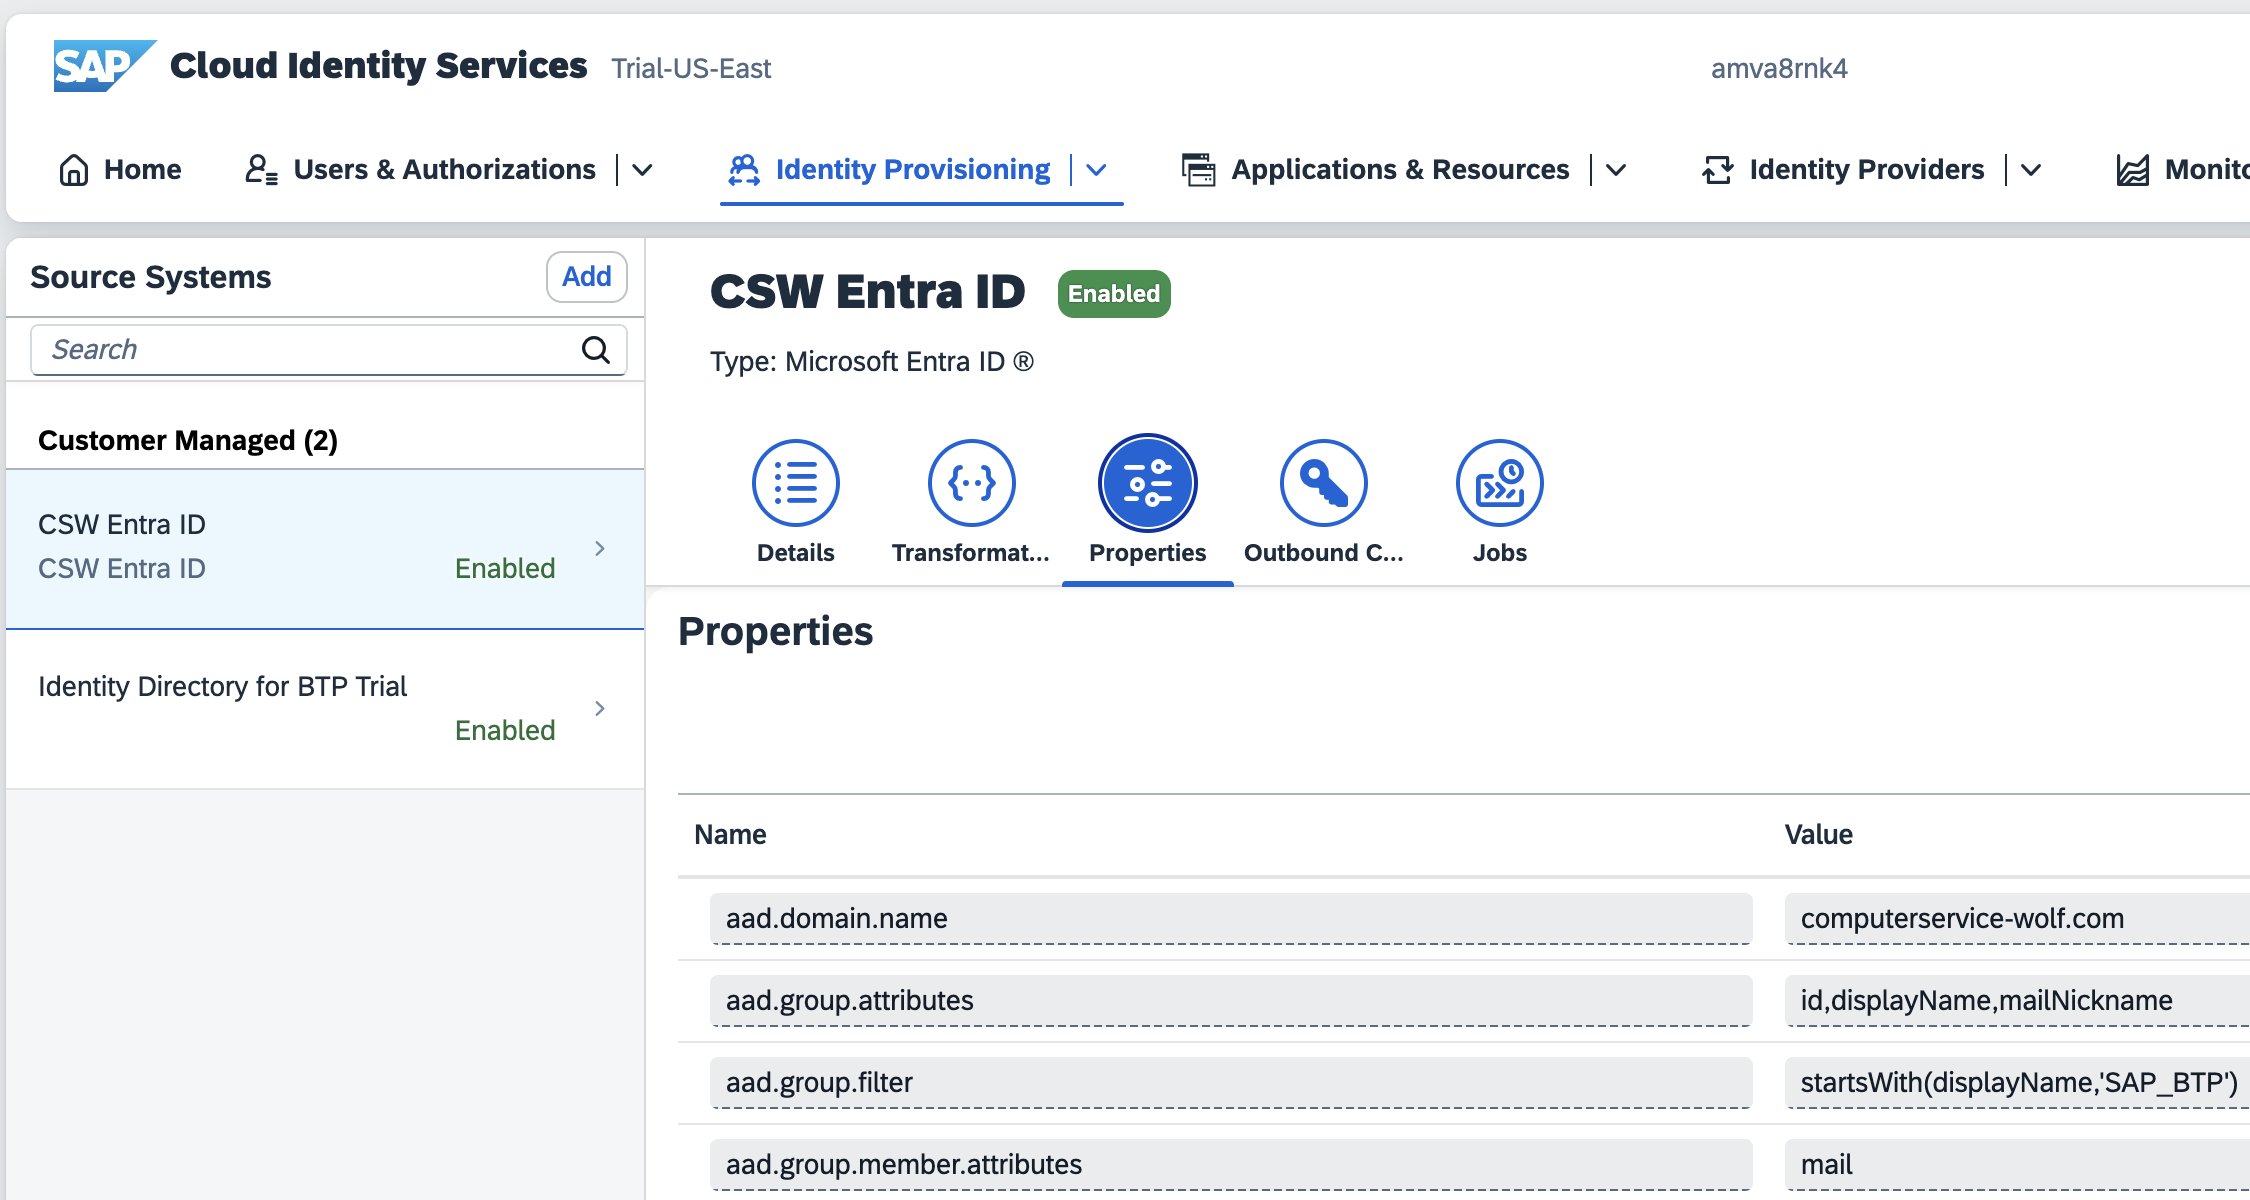 SAP Cloud Identity Services Trial-US-East amva8rnk4
Home Users & Authorizations Identity Provisioning Applications & Resources Identity Providers Monito
Source Systems Add
Search
Customer Managed (2)
CSW Entra ID
CSW Entra ID Enabled
Identity Directory for BTP Trial
Enabled
CSW Entra ID Enabled
Type: Microsoft Entra ID ®
Details Transformat... Properties Outbound C... Jobs
Properties
Name Value
aad.domain.name computerservice-wolf.com
aad.group.attributes id,displayName,mailNickname
aad.group.filter startsWith(displayName,'SAP_BTP')
aad.group.member.attributes mail